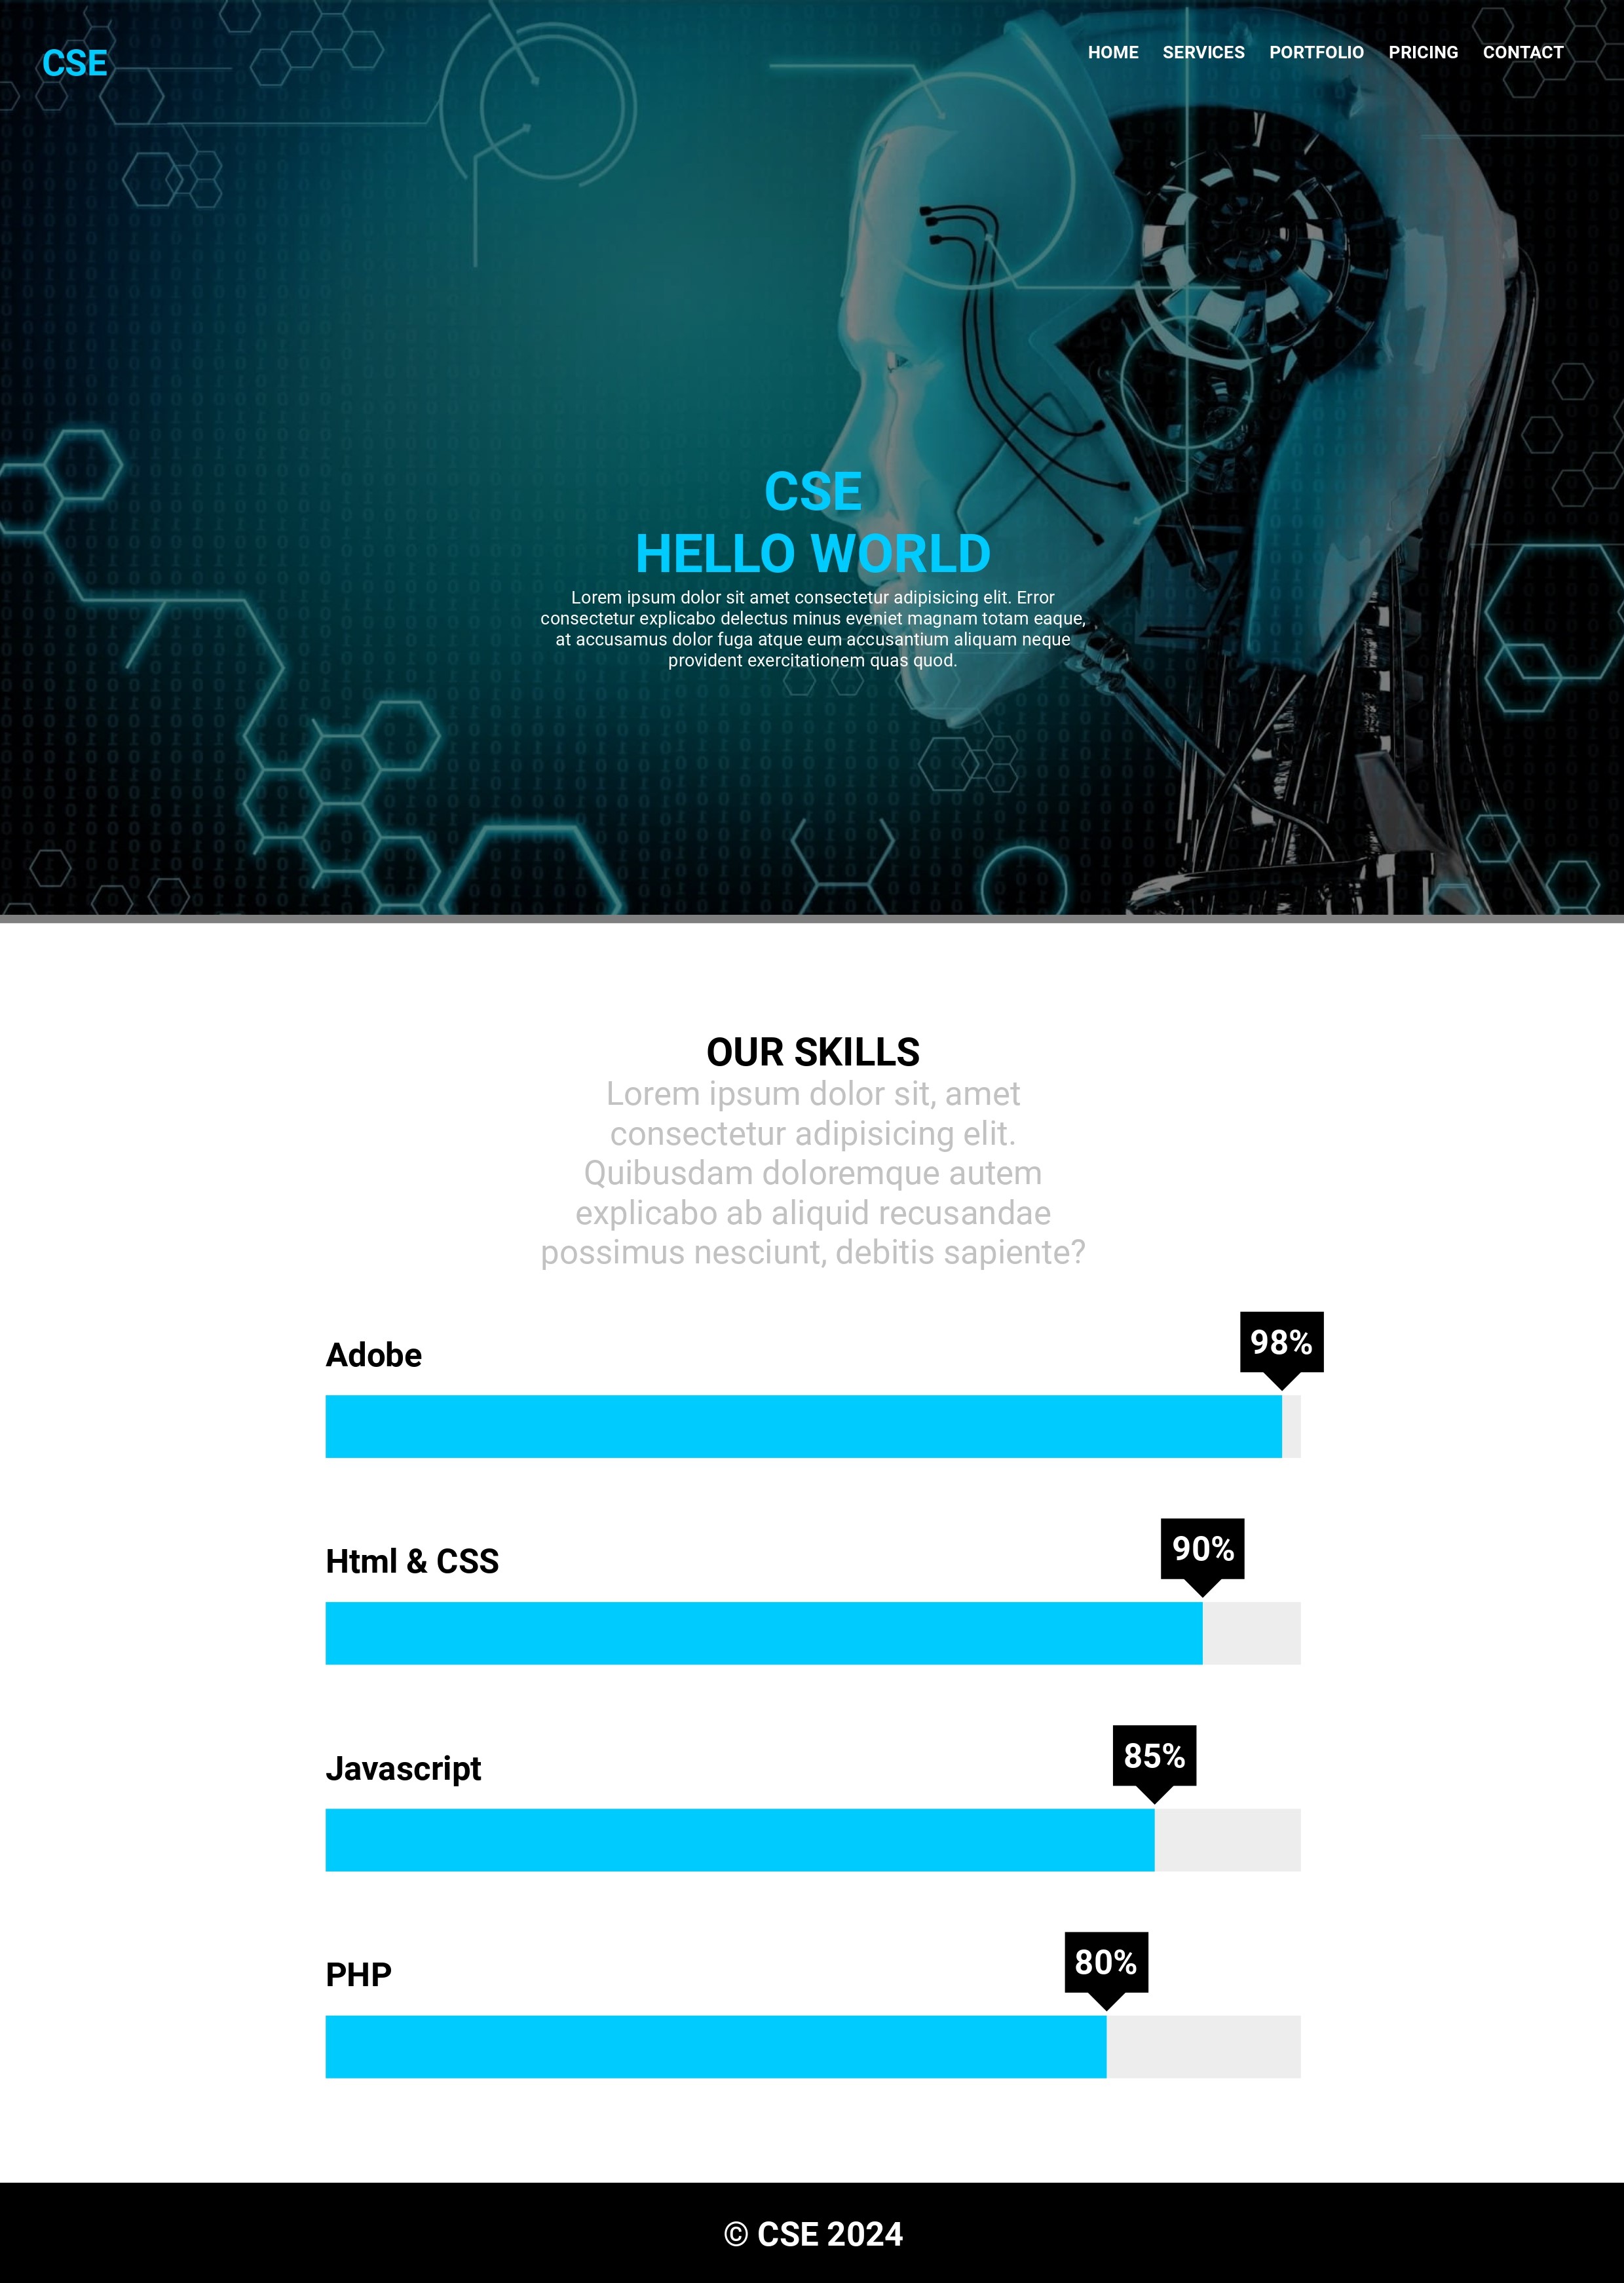 CSE
HOME SERVICES PORTFOLIO PRICING CONTACT
CSE
HELLO WORLD
Lorem ipsum dolor sit amet consectetur adipisicing elit. Error
consectetur explicabo delectus minus eveniet magnam totam eaque,
at accusamus dolor fuga atque eum accusantium aliquam neque
provident exercitationem quas quod.
OUR SKILLS
Lorem ipsum dolor sit, amet
consectetur adipisicing elit.
Quibusdam doloremque autem
explicabo ab aliquid recusandae
possimus nesciunt, debitis sapiente?
Adobe
98%
Html & CSS
90%
Javascript
85%
PHP
80%
© CSE 2024